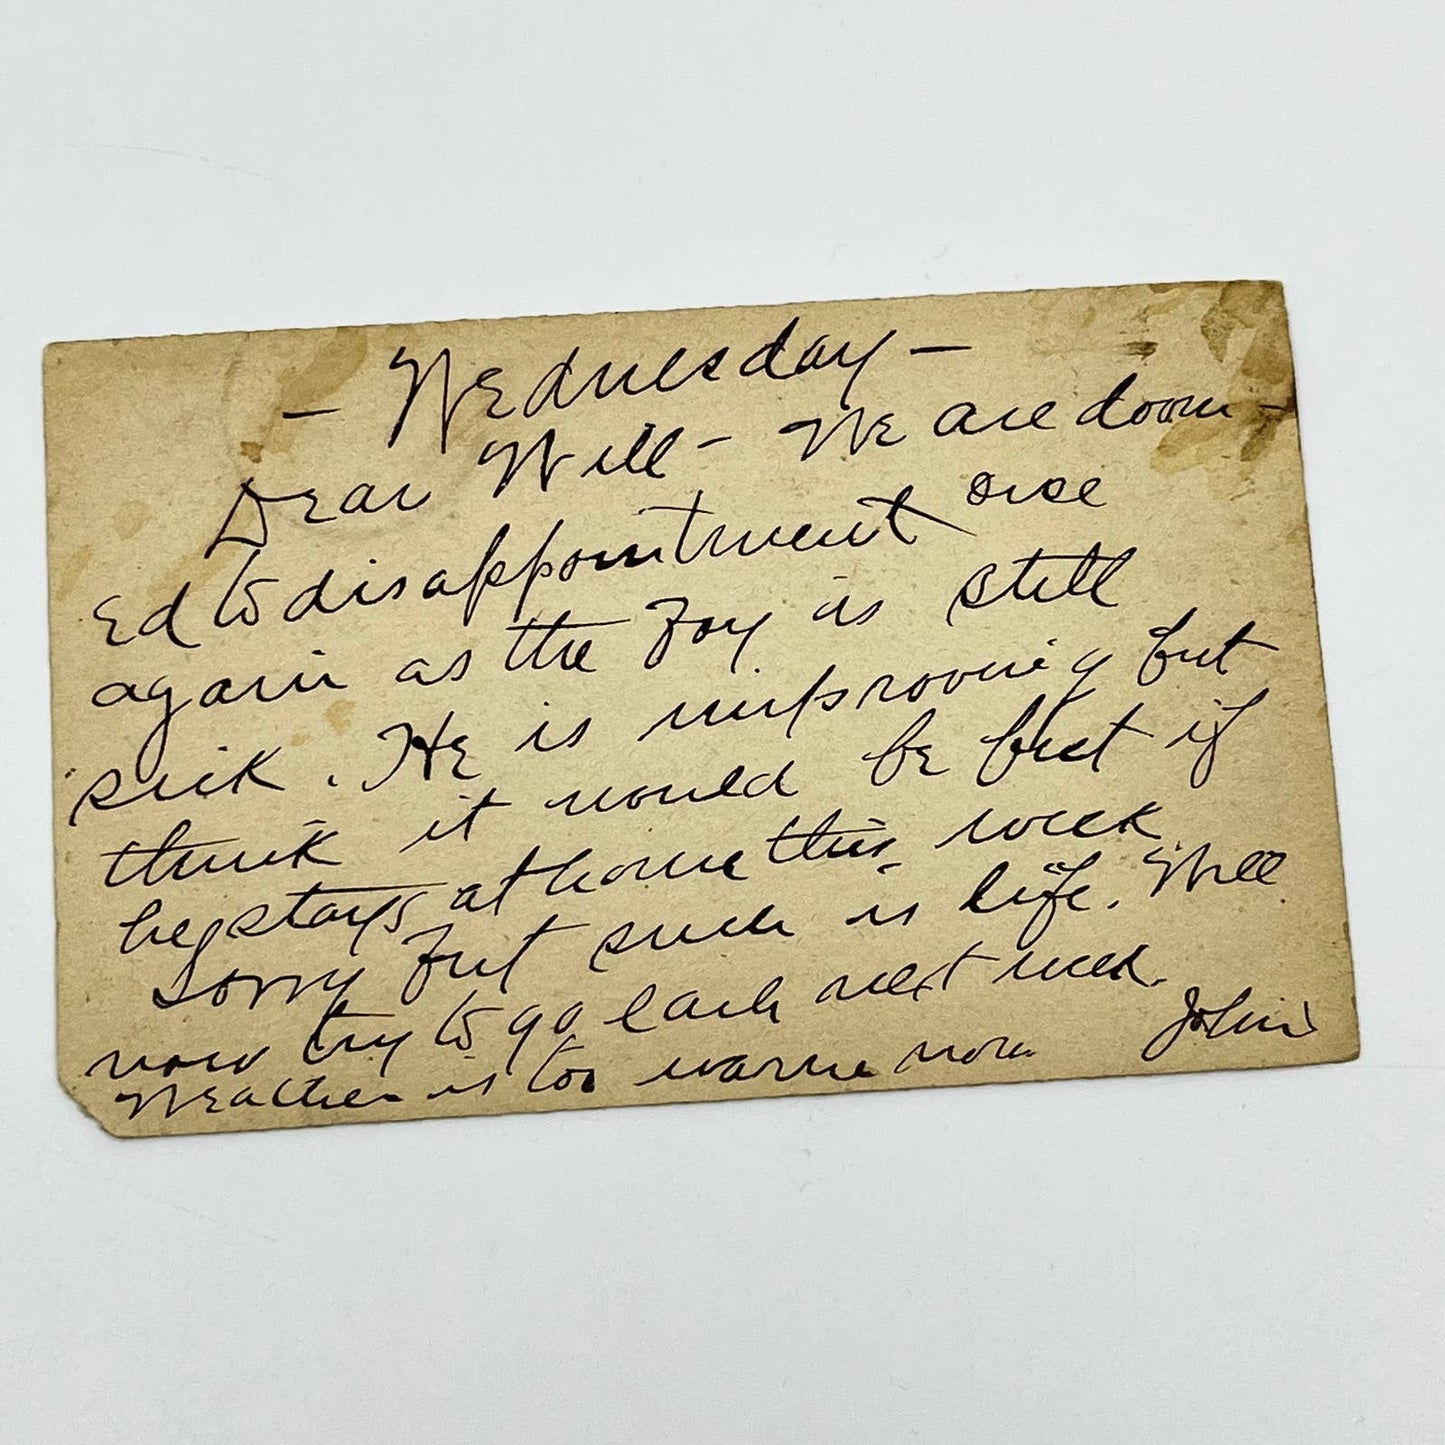 - Wednesday -
Dear Will - We are doom-
ed to disappointment once
again as the Boy is still
sick. He is improving but
think it would be best if
he stays at home this week
Sorry but such is life. Will
now try to go early next week.
Weather is too warm now John